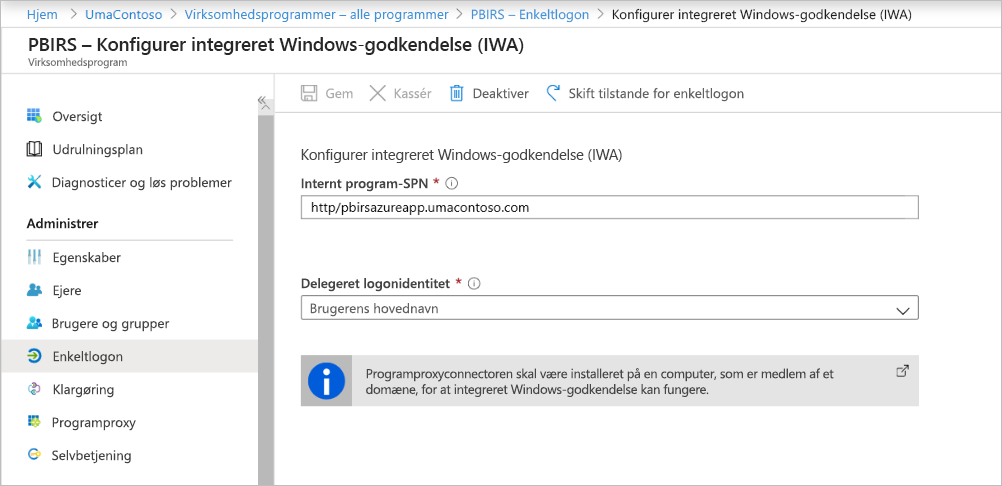 Hjem > UmaContoso > Virksomhedsprogrammer – alle programmer > PBIRS – Enkeltlogon > Konfigurer integreret Windows-godkendelse (IWA)
PBIRS – Konfigurer integreret Windows-godkendelse (IWA)
Virksomhedsprogram
Oversigt
Udrulningsplan
Diagnosticer og løs problemer
Administrer
Egenskaber
Ejere
Brugere og grupper
Enkeltlogon
Klargøring
Programproxy
Selvbetjening
Gem Kassér Deaktiver Skift tilstande for enkeltlogon
Konfigurer integreret Windows-godkendelse (IWA)
Internt program-SPN *
http/pbirsazureapp.umacontoso.com
Delegeret logonidentitet *
Brugerens hovednavn
Programproxyconnectoren skal være installeret på en computer, som er medlem af et
domæne, for at integreret Windows-godkendelse kan fungere.